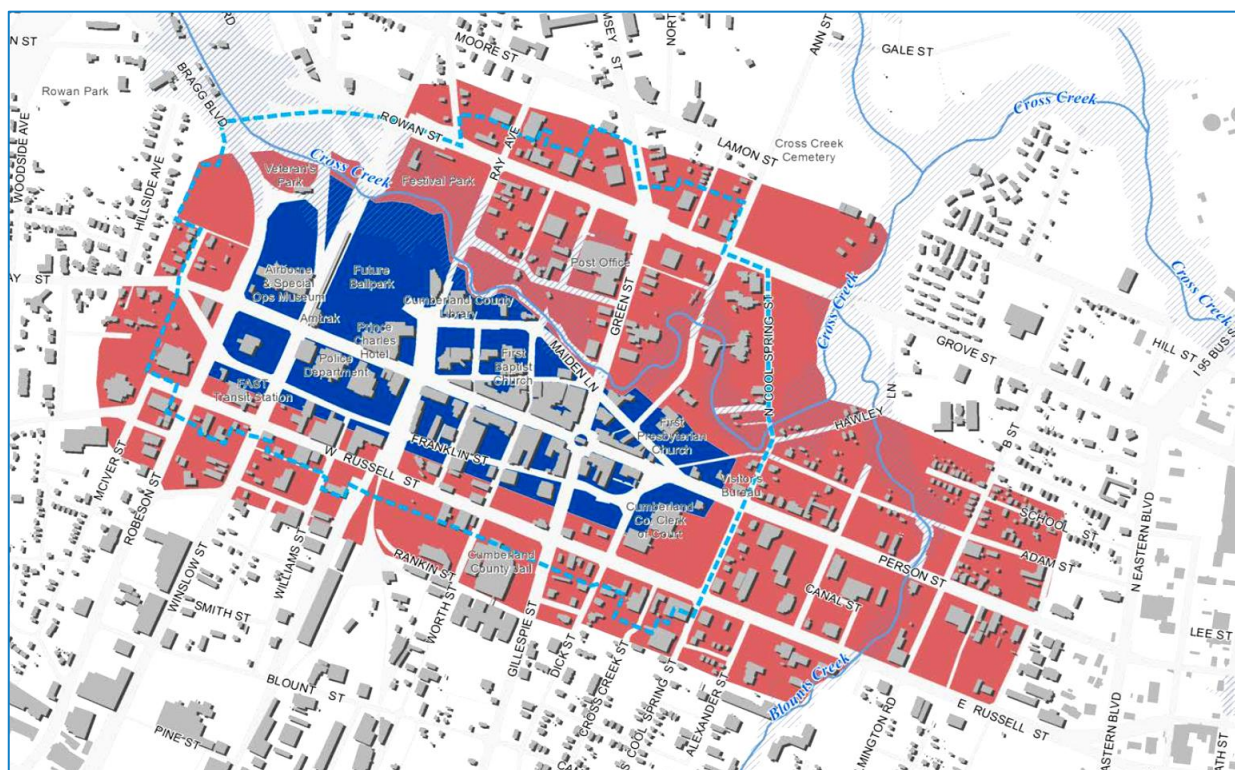 MOORE ST
ANN ST
GALE ST
BRAGG BLVD
Rowan Park
WOODSIDE AVE
HILLSIDE AVE
ROWAN ST
RAY AVE
LAMON ST
Cross Creek
Cemetery
Cross Creek
Cross Creek
Veteran's
Park
Festival Park
Cross Creek
Post Office
GREEN ST
Airborne
& Special
Ops Museum
Future
Ballpark
Cumberland County
Library
Amtrak
Prince
Charles
Hotel
Police
Department
First
Baptist
Church
MAIDEN LN
N COOL SPRING ST
Cross Creek
GROVE ST
HILL ST
I 95 BUS
HAWLEY LN
B ST
FAST
Transit Station
FRANKLIN ST
W RUSSELL ST
First
Presbyterian
Church
Visitor's
Bureau
Cumberland
Co. Clerk
of Court
Cumberland
County Jail
SCHOOL ST
ADAM ST
PERSON ST
CANAL ST
N EASTERN BLVD
LEE ST
MCIVER ST
ROBESON ST
WINSLOW ST
WILLIAMS ST
SMITH ST
RANKIN ST
WORTH ST
GILLESPIE ST
DICK ST
CROSS CREEK ST
COOL SPRING ST
ALEXANDER ST
Blounts Creek
E RUSSELL ST
BLOUNT ST
PINE ST
EASTERN BLVD